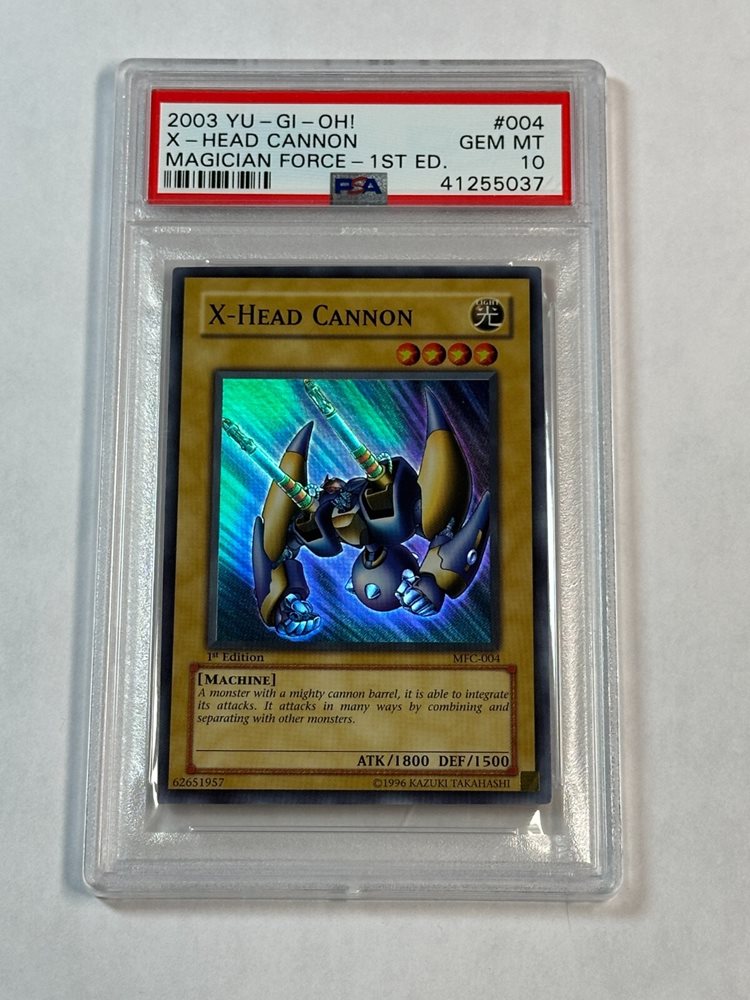 2003 YU-GI-OH! #004
X-HEAD CANNON GEM MT
MAGICIAN FORCE-1ST ED. 10
PSA 41255037
X-HEAD CANNON
LIGHT
光
1st Edition MFC-004
[MACHINE]
A monster with a mighty cannon barrel, it is able to integrate
its attacks. It attacks in many ways by combining and
separating with other monsters.
ATK/1800 DEF/1500
62651957 ©1996 KAZUKI TAKAHASHI